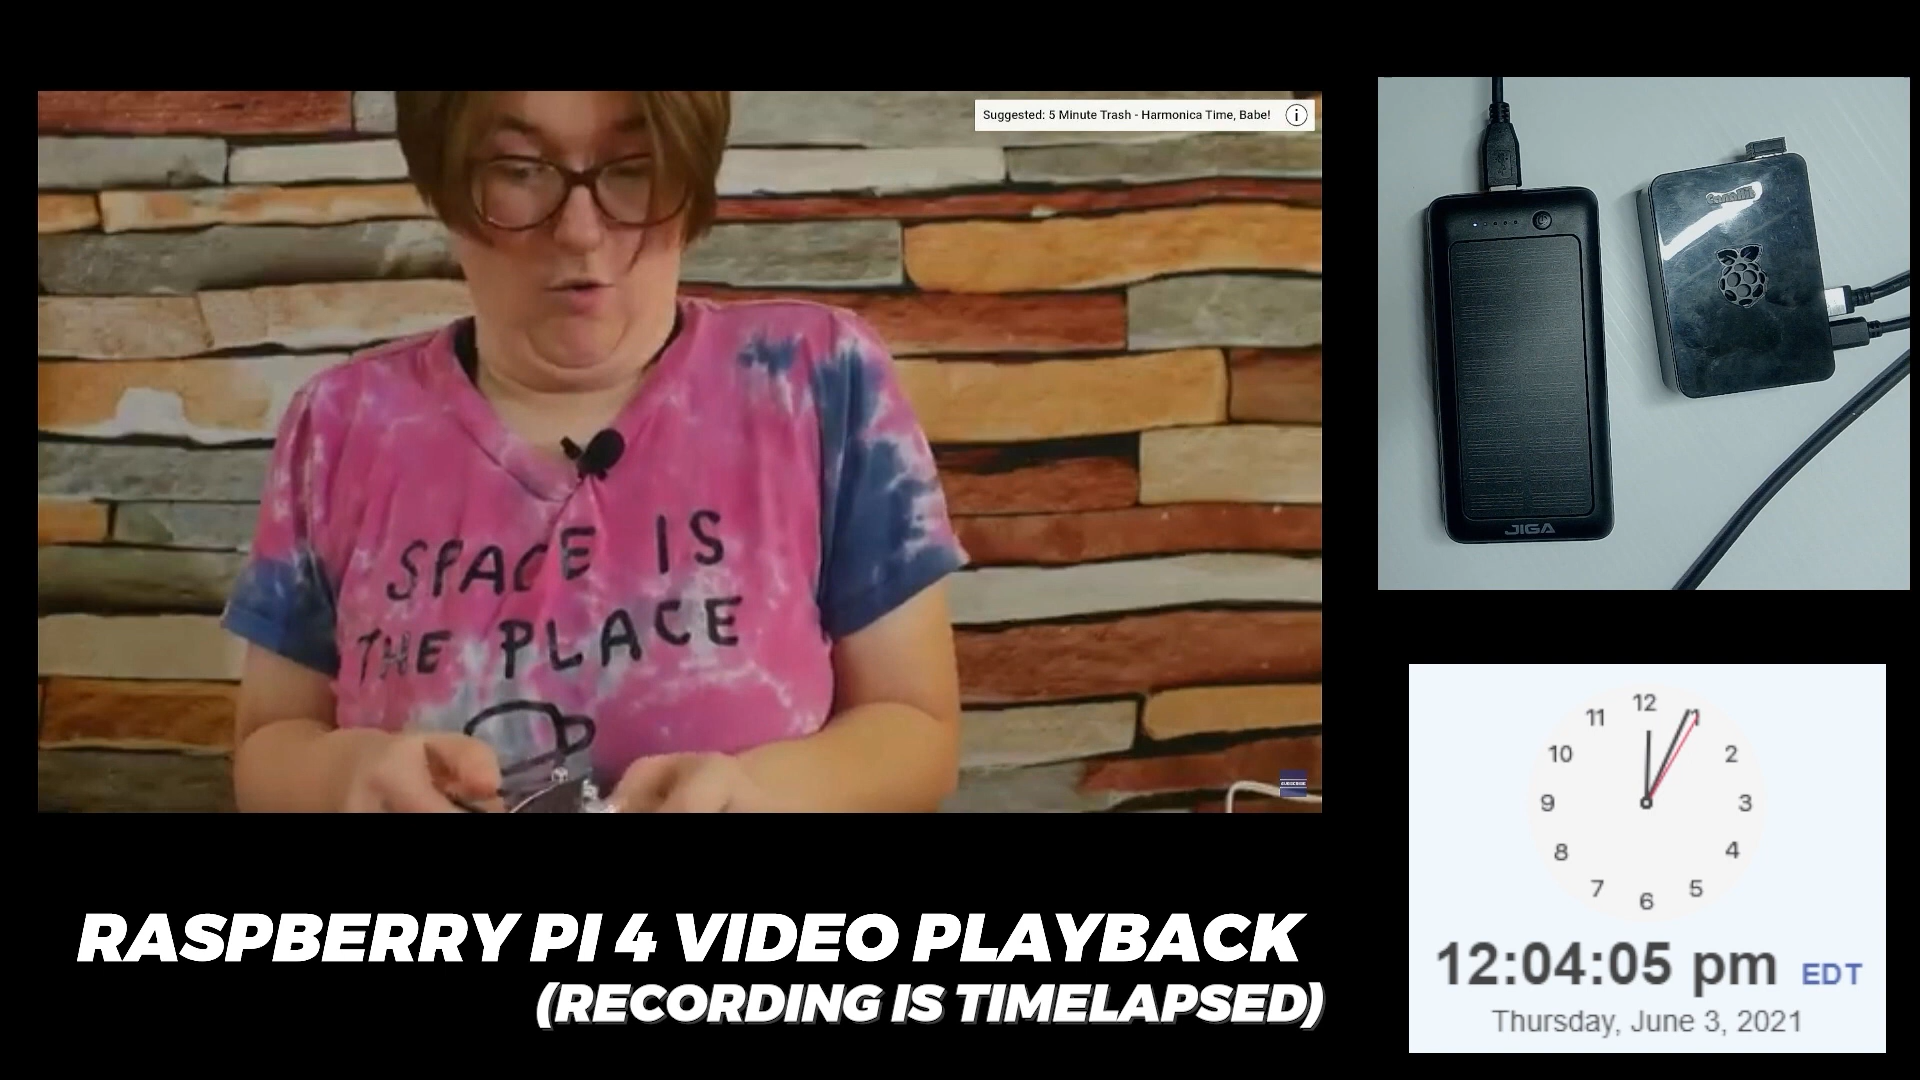 Suggested: 5 Minute Trash - Harmonica Time, Babe!
SPACE IS
THE PLACE
SUBSCRIBE
CanaKit
JIGA
RASPBERRY PI 4 VIDEO PLAYBACK
(RECORDING IS TIMELAPSED)
12
11
1
10
2
9
3
8
4
7
5
6
12:04:05 pm EDT
Thursday, June 3, 2021